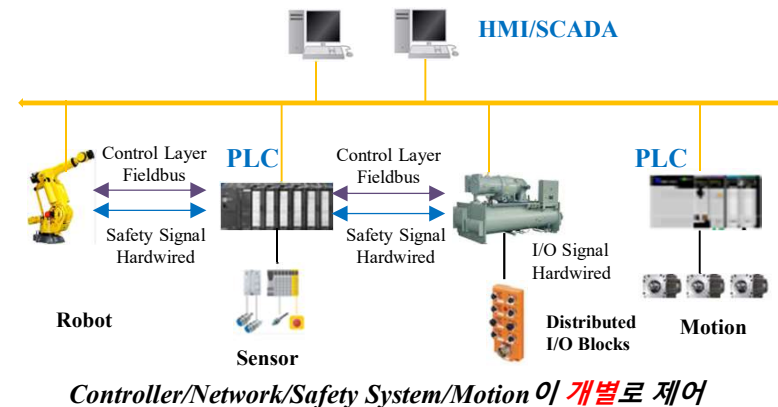 HMI/SCADA
Control Layer
Fieldbus
PLC
Control Layer
Fieldbus
PLC
Safety Signal
Hardwired
Safety Signal
Hardwired
I/O Signal
Hardwired
Robot
Sensor
Distributed
I/O Blocks
Motion
Controller/Network/Safety System/Motion이 개별로 제어